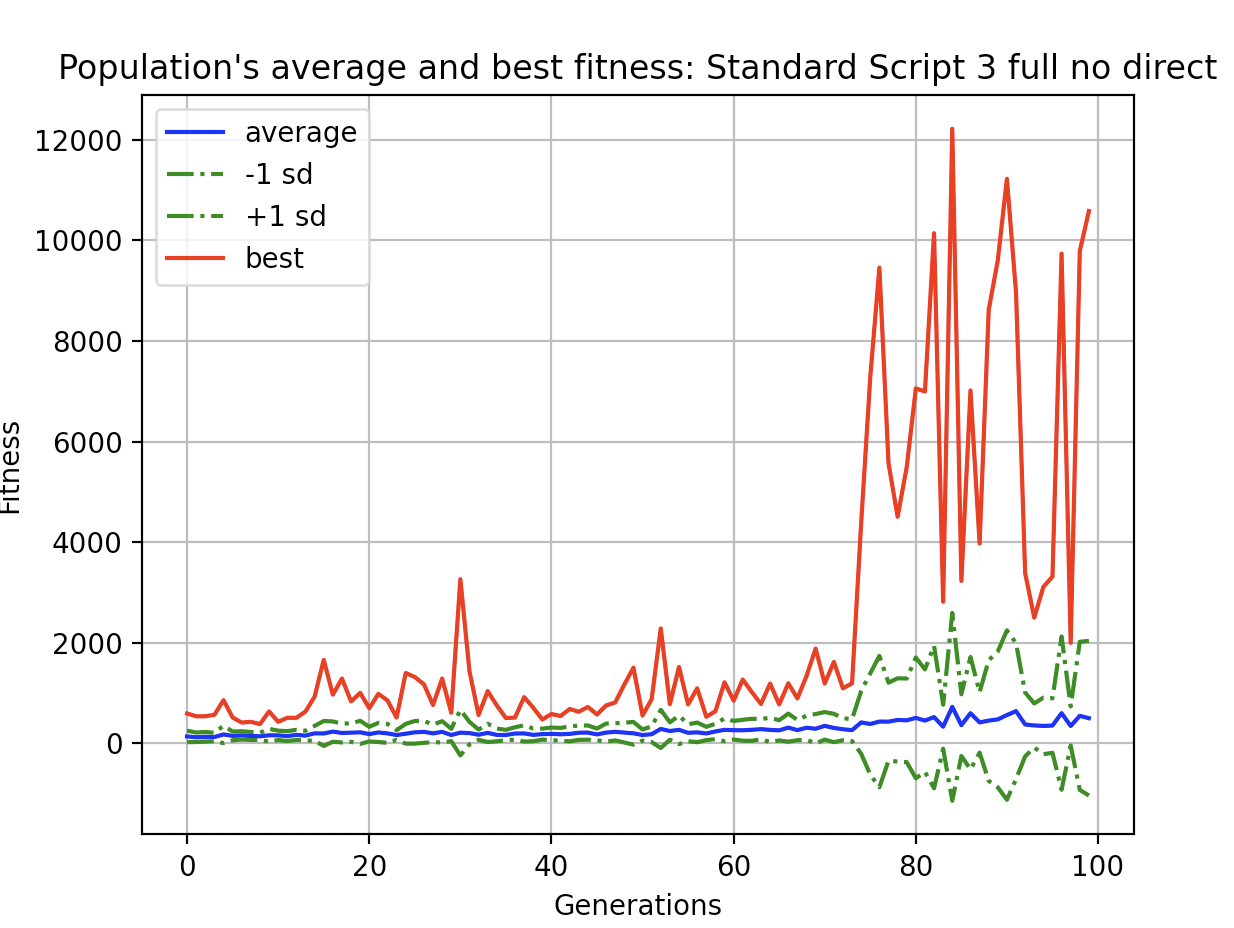 Population's average and best fitness: Standard Script 3 full no direct
average
-1 sd
+1 sd
best
12000
10000
8000
6000
4000
2000
0
Fitness
0 20 40 60 80 100
Generations